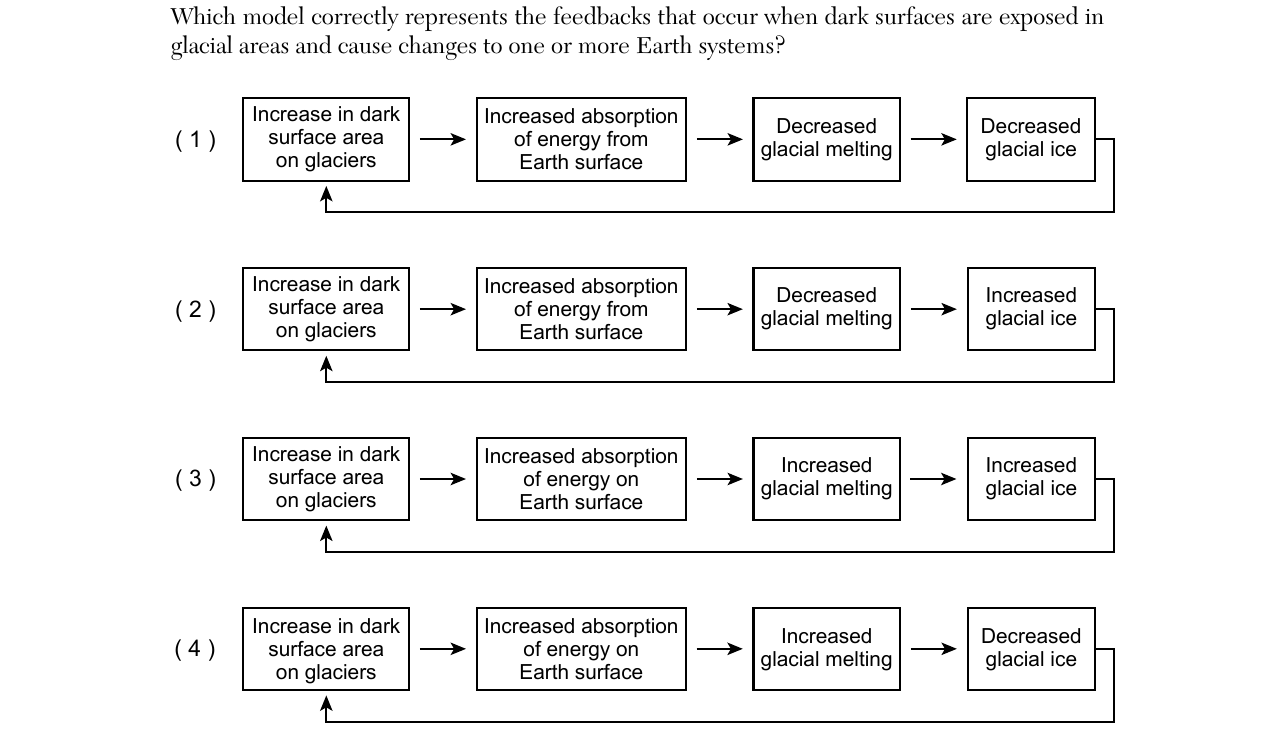 Which model correctly represents the feedbacks that occur when dark surfaces are exposed in
glacial areas and cause changes to one or more Earth systems?
( 1 )
Increase in dark
surface area
on glaciers
Increased absorption
of energy from
Earth surface
Decreased
glacial melting
Decreased
glacial ice
( 2 )
Increase in dark
surface area
on glaciers
Increased absorption
of energy from
Earth surface
Decreased
glacial melting
Increased
glacial ice
( 3 )
Increase in dark
surface area
on glaciers
Increased absorption
of energy on
Earth surface
Increased
glacial melting
Increased
glacial ice
( 4 )
Increase in dark
surface area
on glaciers
Increased absorption
of energy on
Earth surface
Increased
glacial melting
Decreased
glacial ice